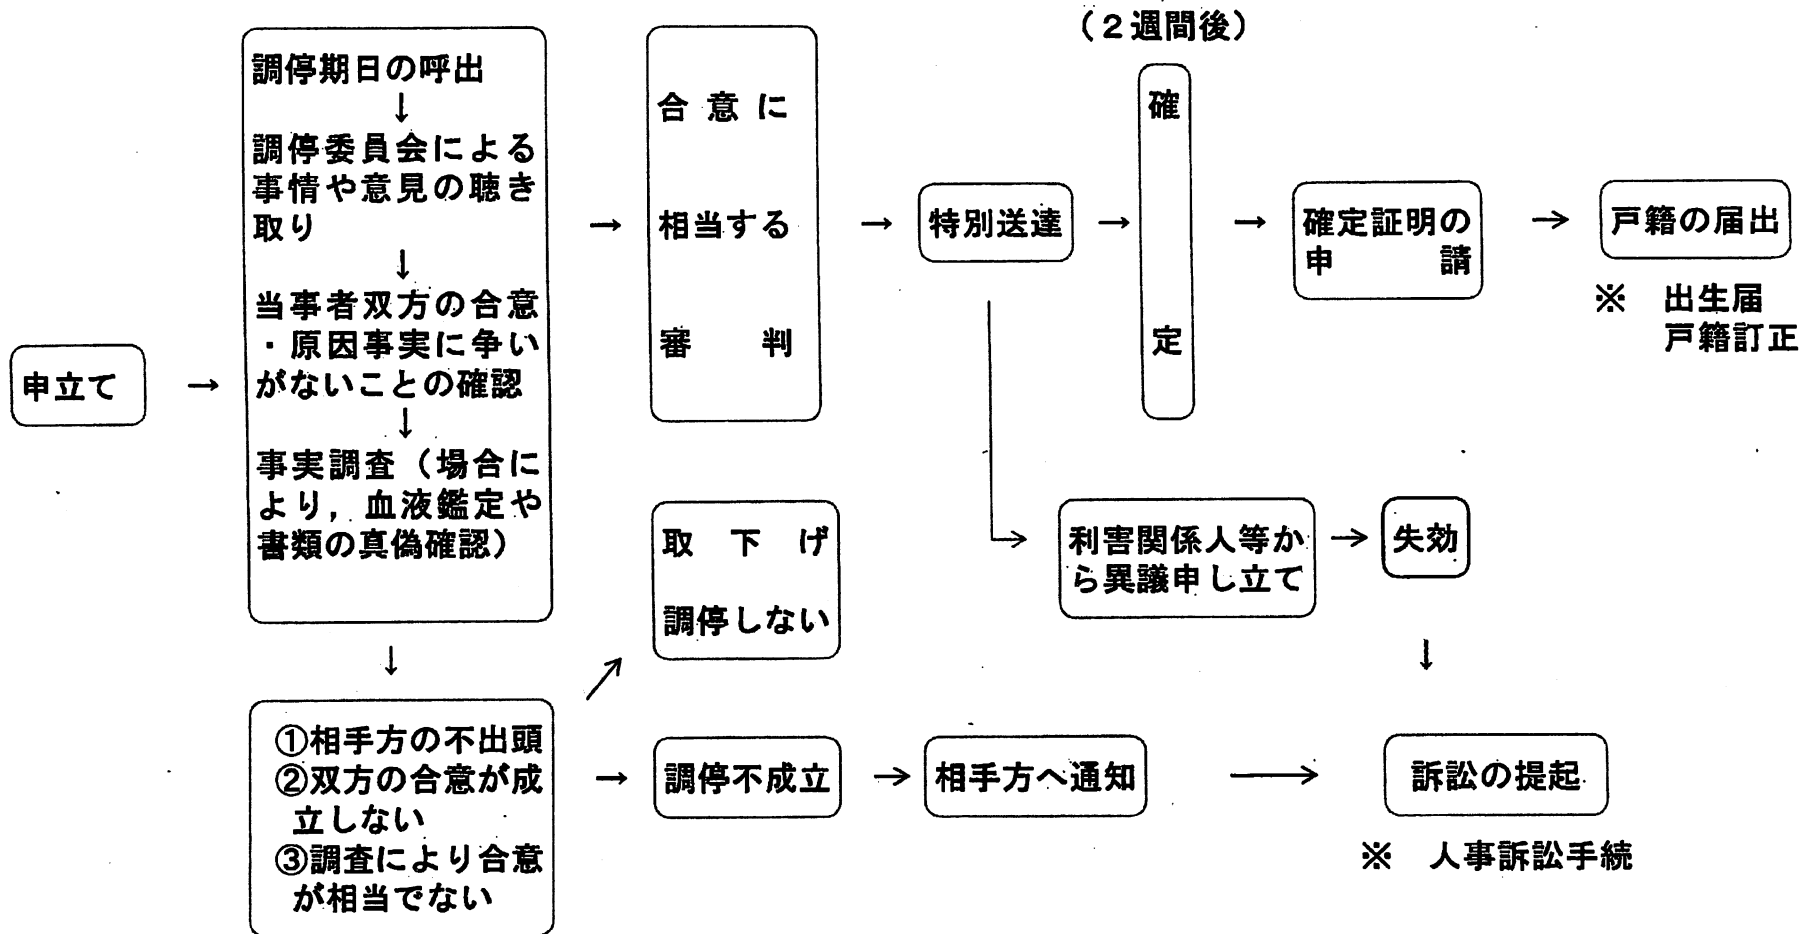 申立て
→
調停期日の呼出
↓
調停委員会による
事情や意見の聴き
取り
↓
当事者双方の合意
・原因事実に争い
がないことの確認
↓
事実調査（場合に
より，血液鑑定や
書類の真偽確認）
→
合意に
相当する
審判
→
特別送達
→
（２週間後）
確
定
→
確定証明の
申請
→
戸籍の届出
※ 出生届
戸籍訂正
利害関係人等か
ら異議申し立て
→
失効
↓
↓
①相手方の不出頭
②双方の合意が成
立しない
③調査により合意
が相当でない
取下げ
調停しない
→
調停不成立
→
相手方へ通知
→
訴訟の提起
※ 人事訴訟手続